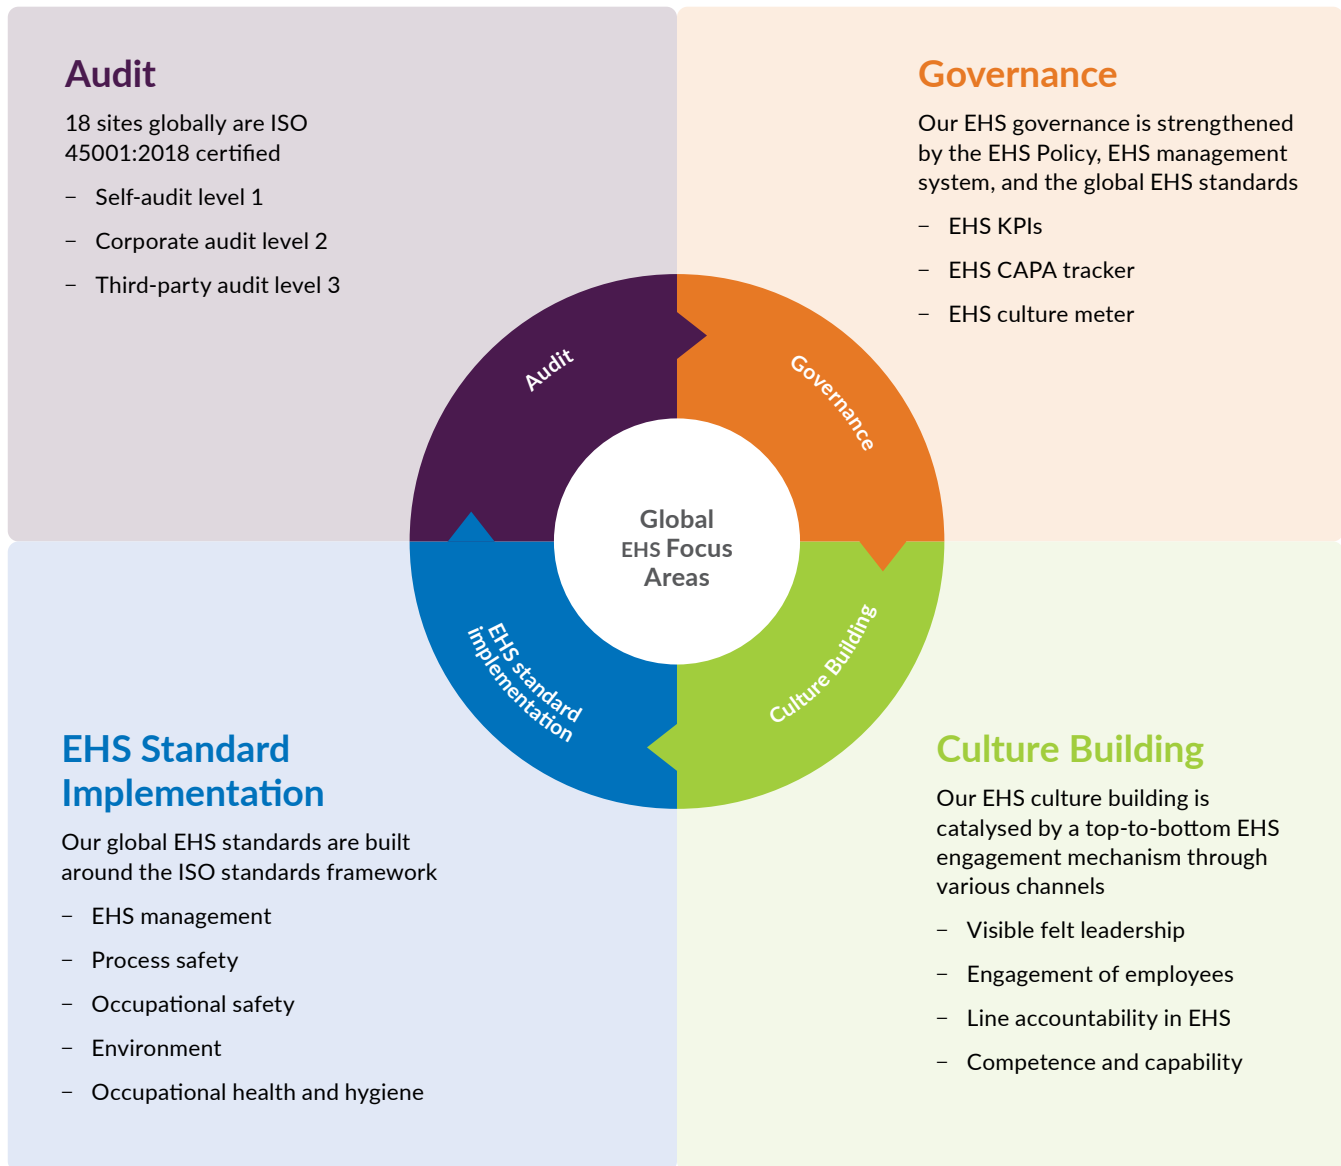 Audit
18 sites globally are ISO
45001:2018 certified
– Self-audit level 1
– Corporate audit level 2
– Third-party audit level 3
Governance
Our EHS governance is strengthened
by the EHS Policy, EHS management
system, and the global EHS standards
– EHS KPIs
– EHS CAPA tracker
– EHS culture meter
Audit
Governance
Global
EHS Focus
Areas
EHS standard
implementation
Culture Building
EHS Standard
Implementation
Our global EHS standards are built
around the ISO standards framework
– EHS management
– Process safety
– Occupational safety
– Environment
– Occupational health and hygiene
Culture Building
Our EHS culture building is
catalysed by a top-to-bottom EHS
engagement mechanism through
various channels
– Visible felt leadership
– Engagement of employees
– Line accountability in EHS
– Competence and capability